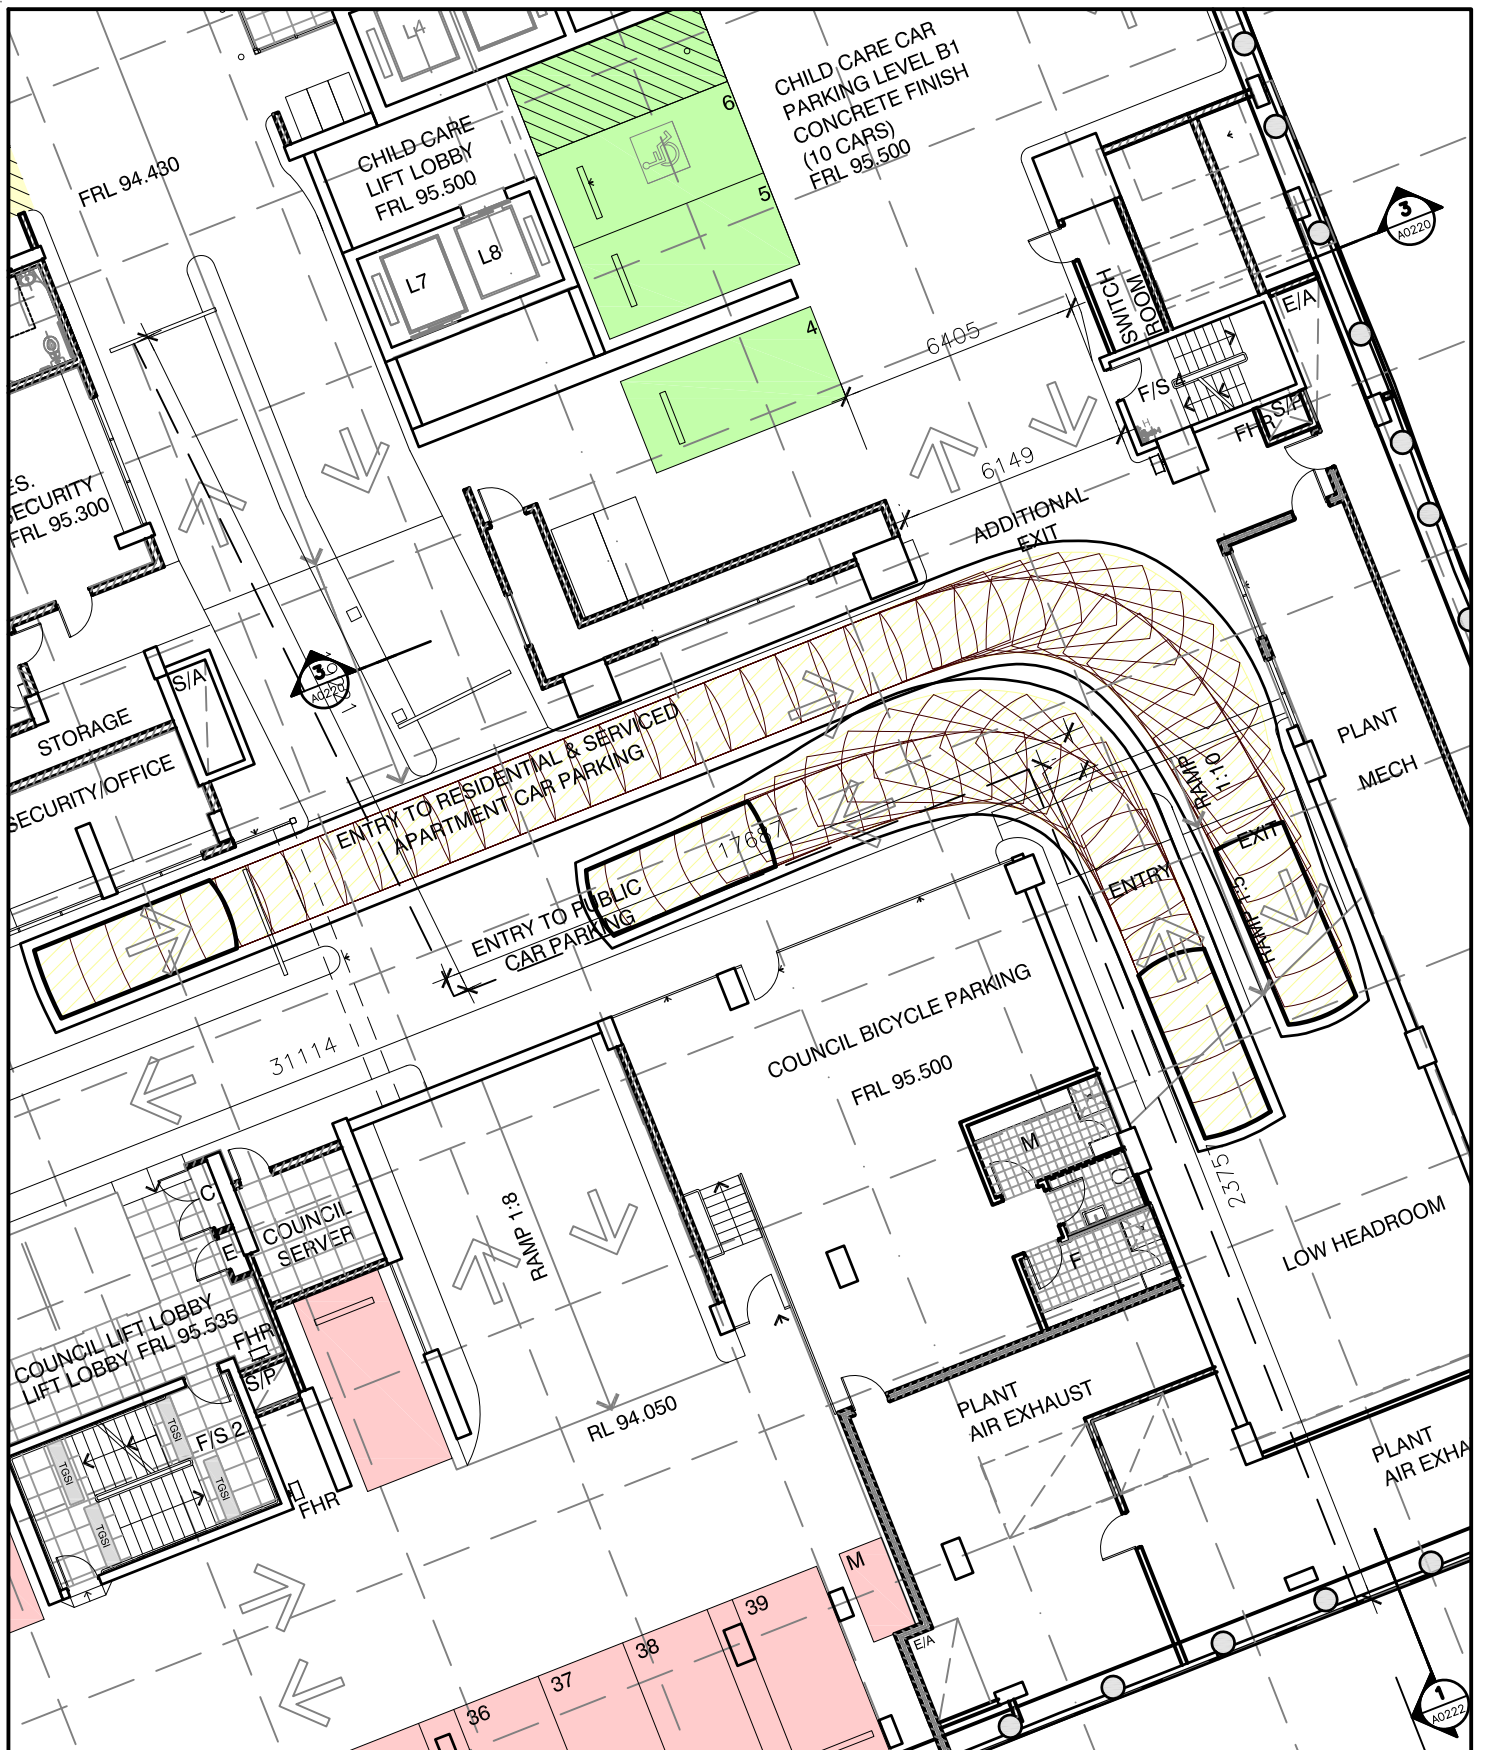 L4
CHILD CARE CAR
PARKING LEVEL B1
CONCRETE FINISH
(10 CARS)
FRL 95.500
6
CHILD CARE
LIFT LOBBY
FRL 95.500
FRL 94.430
5
3
A0220
L7
L8
SWITCH
ROOM
E/A
4
6405
F/S 4
S/P
FHR
6149
ES.
SECURITY
FRL 95.300
ADDITIONAL
EXIT
3
A0220
S/A
STORAGE
SECURITY/OFFICE
ENTRY TO RESIDENTIAL & SERVICED
APARTMENT CAR PARKING
PLANT
MECH
RAMP
1:10
17687
EXIT
ENTRY
RAMP 1:5
ENTRY TO PUBLIC
CAR PARKING
COUNCIL BICYCLE PARKING
FRL 95.500
31114
M
C
COUNCIL
SERVER
E
RAMP 1:8
F
23757
LOW HEADROOM
COUNCIL LIFT LOBBY
LIFT LOBBY FRL 95.535
FHR
S/P
F/S 2
TGSI
TGSI
TGSI
TGSI
FHR
RL 94.050
PLANT
AIR EXHAUST
PLANT
AIR EXHA
M
39
38
37
36
E/A
1
A0222